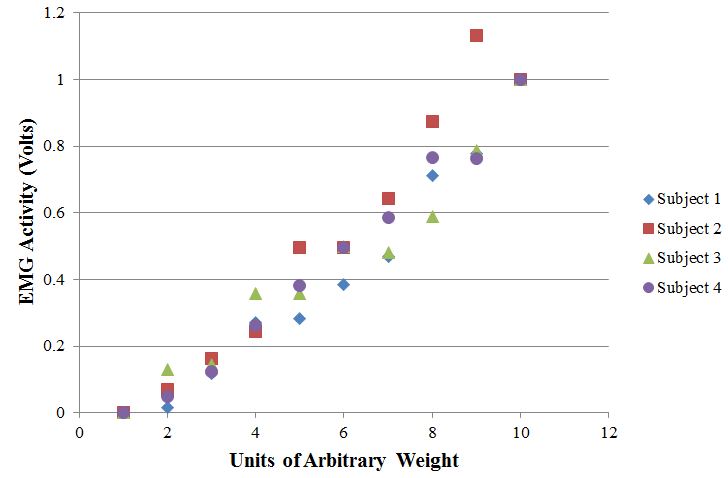 1.2
1
0.8
0.6
0.4
0.2
0
0
2
4
6
8
10
12
EMG Activity (Volts)
Units of Arbitrary Weight
Subject 1
Subject 2
Subject 3
Subject 4